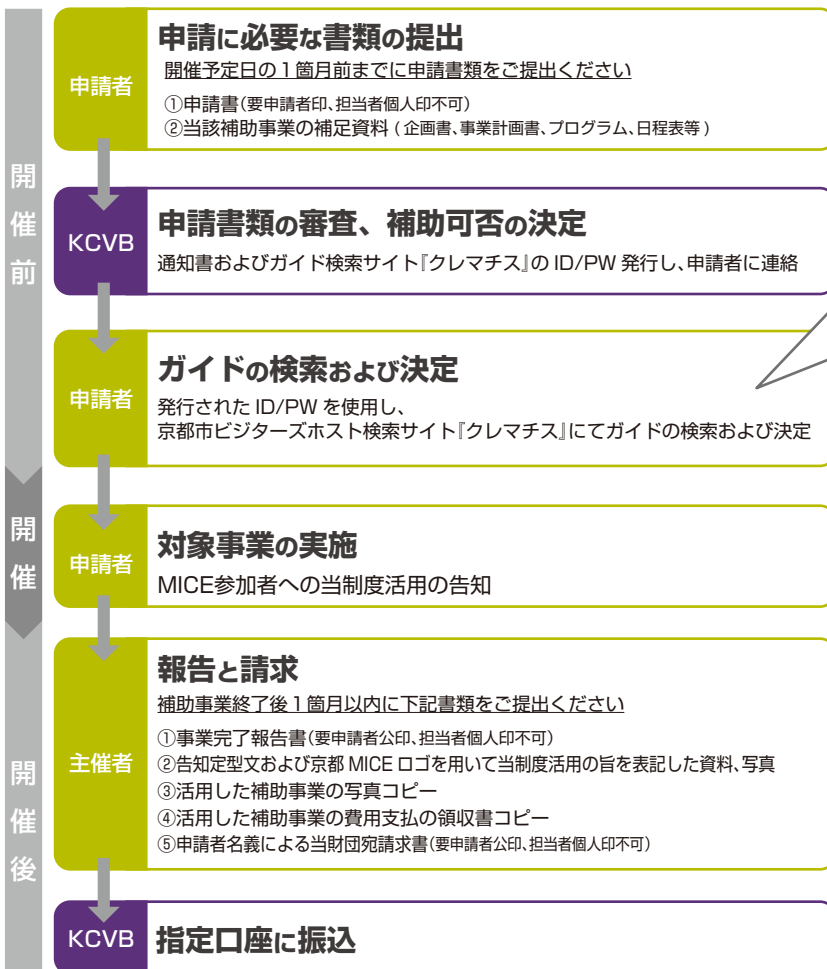 開催前
申請者
申請に必要な書類の提出
開催予定日の1箇月前までに申請書類をご提出ください
①申請書(要申請者印、担当者個人印不可)
②当該補助事業の補足資料(企画書、事業計画書、プログラム、日程表等)
KCVB
申請書類の審査、補助可否の決定
通知書およびガイド検索サイト『クレマチス』のID/PW発行し、申請者に連絡
申請者
ガイドの検索および決定
発行されたID/PWを使用し、
京都市ビジターズホスト検索サイト『クレマチス』にてガイドの検索および決定
開催
申請者
対象事業の実施
MICE参加者への当制度活用の告知
開催後
主催者
報告と請求
補助事業終了後1箇月以内に下記書類をご提出ください
①事業完了報告書(要申請者公印、担当者個人印不可)
②告知定型文および京都MICEロゴを用いて当制度活用の旨を表記した資料、写真
③活用した補助事業の写真コピー
④活用した補助事業の費用支払の領収書コピー
⑤申請者名義による当財団宛請求書(要申請者公印、担当者個人印不可)
KCVB
指定口座に振込